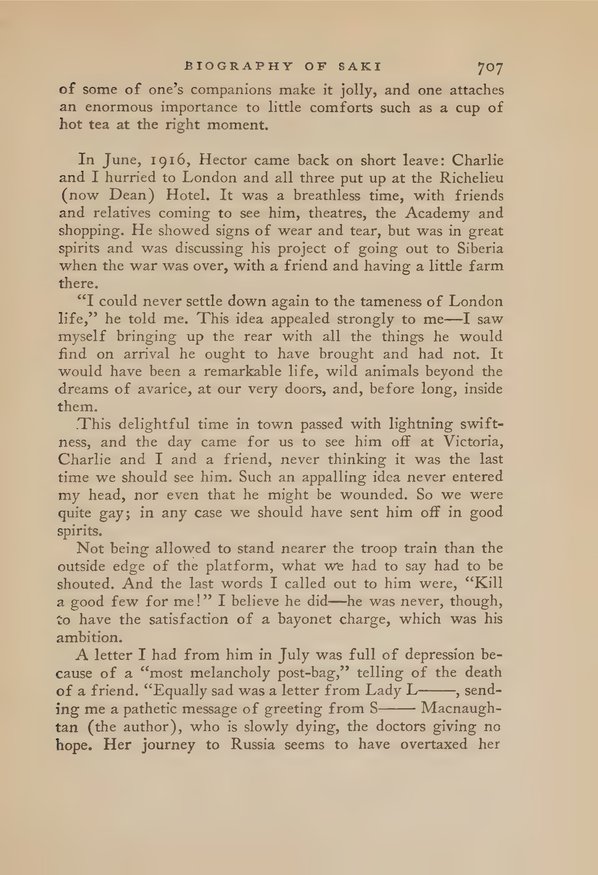 BIOGRAPHY OF SAKI 707
of some of one's companions make it jolly, and one attaches
an enormous importance to little comforts such as a cup of
hot tea at the right moment.
In June, 1916, Hector came back on short leave: Charlie
and I hurried to London and all three put up at the Richelieu
(now Dean) Hotel. It was a breathless time, with friends
and relatives coming to see him, theatres, the Academy and
shopping. He showed signs of wear and tear, but was in great
spirits and was discussing his project of going out to Siberia
when the war was over, with a friend and having a little farm
there.
“I could never settle down again to the tameness of London
life,” he told me. This idea appealed strongly to me—I saw
myself bringing up the rear with all the things he would
find on arrival he ought to have brought and had not. It
would have been a remarkable life, wild animals beyond the
dreams of avarice, at our very doors, and, before long, inside
them.
This delightful time in town passed with lightning swift-
ness, and the day came for us to see him off at Victoria,
Charlie and I and a friend, never thinking it was the last
time we should see him. Such an appalling idea never entered
my head, nor even that he might be wounded. So we were
quite gay; in any case we should have sent him off in good
spirits.
Not being allowed to stand nearer the troop train than the
outside edge of the platform, what we had to say had to be
shouted. And the last words I called out to him were, “Kill
a good few for me!” I believe he did—he was never, though,
to have the satisfaction of a bayonet charge, which was his
ambition.
A letter I had from him in July was full of depression be-
cause of a “most melancholy post-bag,” telling of the death
of a friend. “Equally sad was a letter from Lady L——, send-
ing me a pathetic message of greeting from S—— Macnaugh-
tan (the author), who is slowly dying, the doctors giving no
hope. Her journey to Russia seems to have overtaxed her